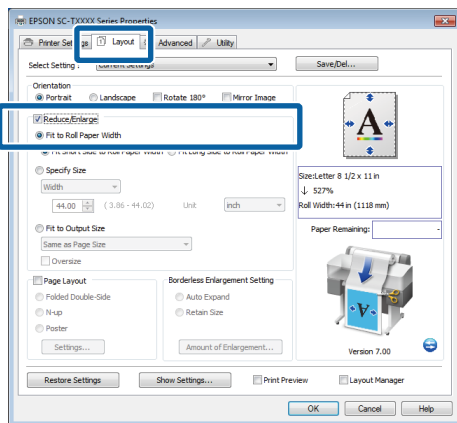 EPSON SC-TXXXX Series Properties
Printer Set gs Layout Advanced Utility
Select Setting : Current Settings Save/Del...
Orientation
Portrait Landscape Rotate 180° Mirror Image
Reduce/Enlarge
Fit to Roll Paper Width
Fit Short Side to Roll Paper Width Fit Long Side to Roll Paper Width
Specify Size
Width
44.00 (3.86 - 44.02) Unit inch
Fit to Output Size
Same as Page Size
Oversize
A
Size:Letter 8 1/2 x 11 in
↓ 527%
Roll Width:44 in (1118 mm)
Paper Remaining: -
Page Layout
Folded Double-Side
N-up
Poster
Settings...
Borderless Enlargement Setting
Auto Expand
Retain Size
Amount of Enlargement...
A
Version 7.00
Restore Settings Show Settings... Print Preview Layout Manager
OK Cancel Help